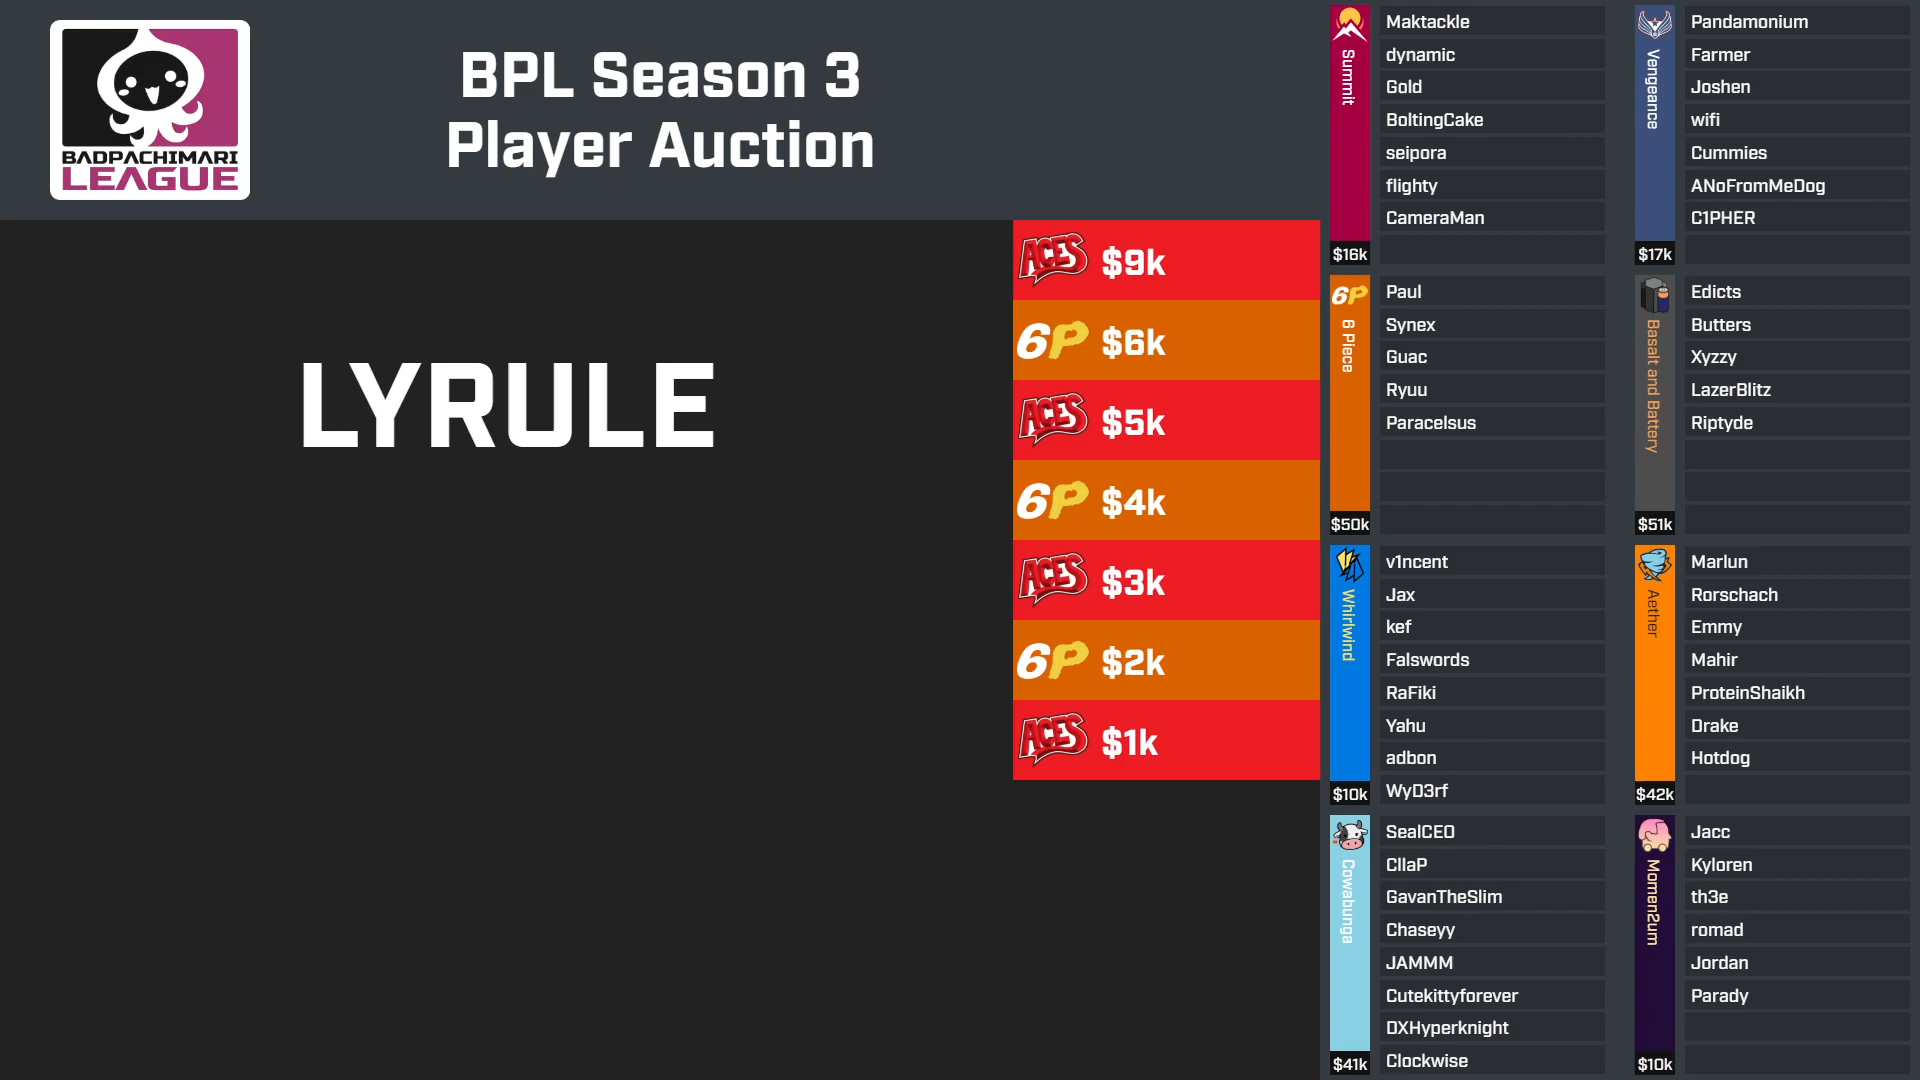 BADPACHIMARI
LEAGUE
BPL Season 3
Player Auction
LYRULE
ACES $9k
6P $6k
ACES $5k
6P $4k
ACES $3k
6P $2k
ACES $1k
Summit
$16k
Maktackle
dynamic
Gold
BoltingCake
seipora
flighty
CameraMan
Vengeance
$17k
Pandamonium
Farmer
Joshen
wifi
Cummies
ANoFromMeDog
C1PHER
6P
6 Piece
$50k
Paul
Synex
Guac
Ryuu
Paracelsus
Basalt and Battery
$51k
Edicts
Butters
Xyzzy
LazerBlitz
Riptyde
Whirlwind
$10k
v1ncent
Jax
kef
Falswords
RaFiki
Yahu
adbon
WyD3rf
Aether
$42k
Marlun
Rorschach
Emmy
Mahir
ProteinShaikh
Drake
Hotdog
Cowabunga
$41k
SealCEO
CllaP
GavanTheSlim
Chaseyy
JAMMM
Cutekittyforever
DXHyperknight
Clockwise
Momen2um
$10k
Jacc
Kyloren
th3e
romad
Jordan
Parady